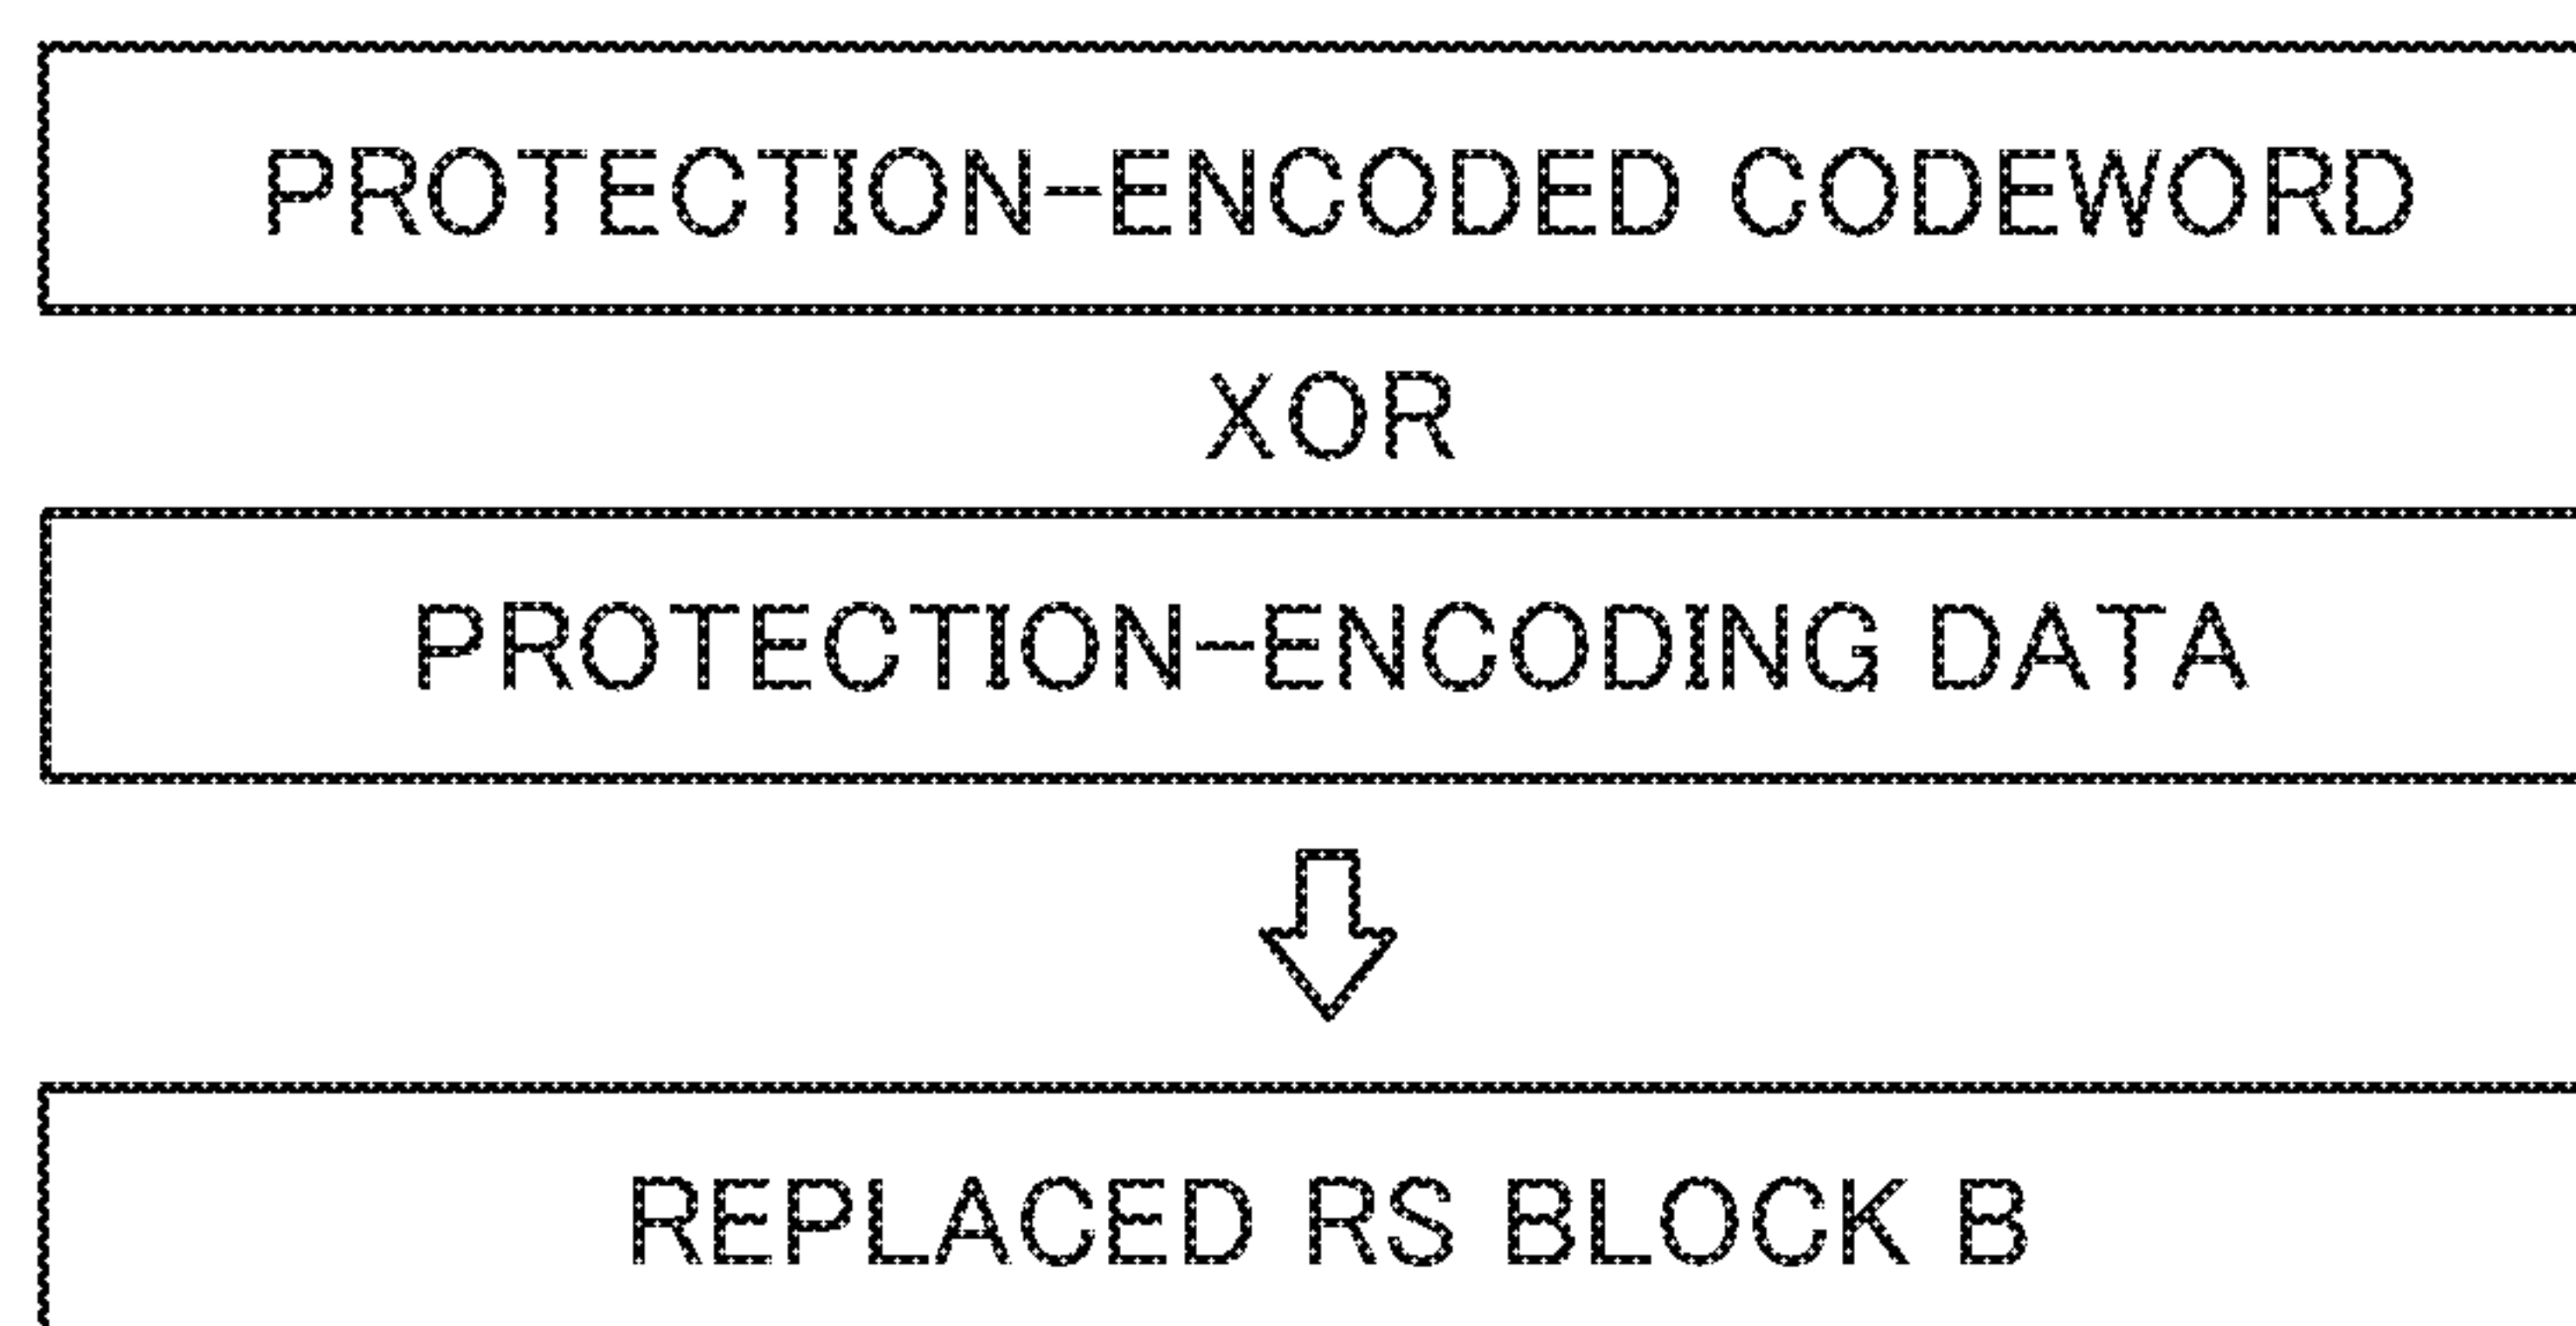 PROTECTION-ENCODED CODEWORD
XOR
PROTECTION-ENCODING DATA
REPLACED RS BLOCK B